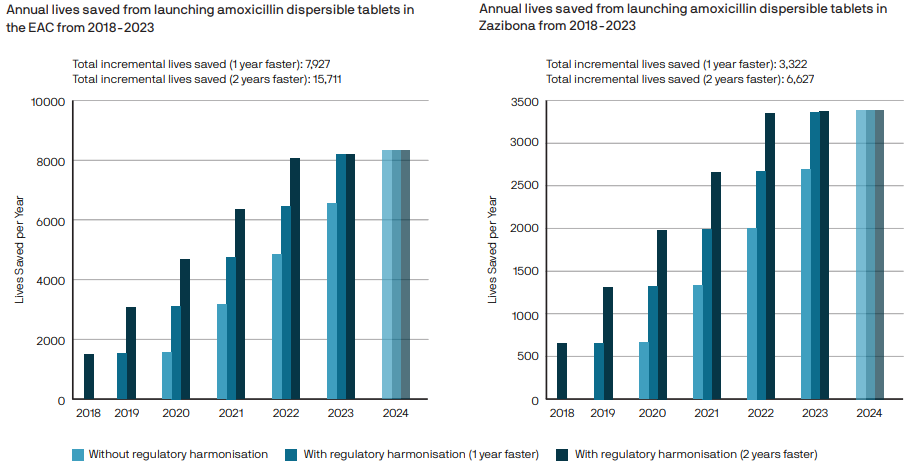 Annual lives saved from launching amoxicillin dispersible tablets in
the EAC from 2018-2023
Total incremental lives saved (1 year faster): 7,927
Total incremental lives saved (2 years faster): 15,711
10000
8000
6000
4000
2000
0
Lives Saved per Year
2018 2019 2020 2021 2022 2023 2024
Annual lives saved from launching amoxicillin dispersible tablets in
Zazibona from 2018-2023
Total incremental lives saved (1 year faster): 3,322
Total incremental lives saved (2 years faster): 6,627
3500
3000
2500
2000
1500
1000
500
0
Lives Saved per Year
2018 2019 2020 2021 2022 2023 2024
Without regulatory harmonisation With regulatory harmonisation (1 year faster) With regulatory harmonisation (2 years faster)